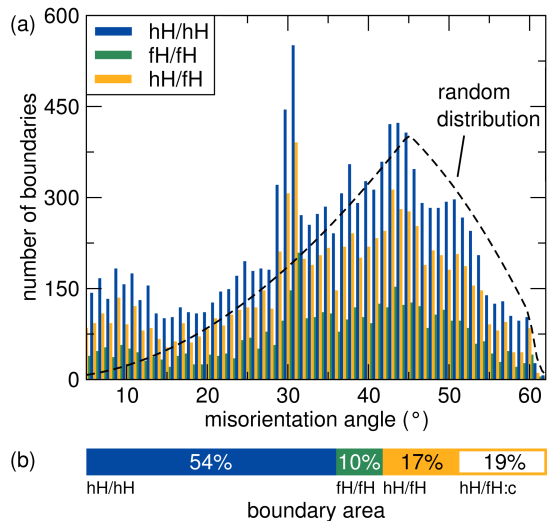 (a)
600
450
300
150
0
number of boundaries
hH/hH
fH/fH
hH/fH
random
distribution
10 20 30 40 50 60
misorientation angle (°)
(b)
54% 10% 17% 19%
hH/hH fH/fH hH/fH hH/fH:c
boundary area